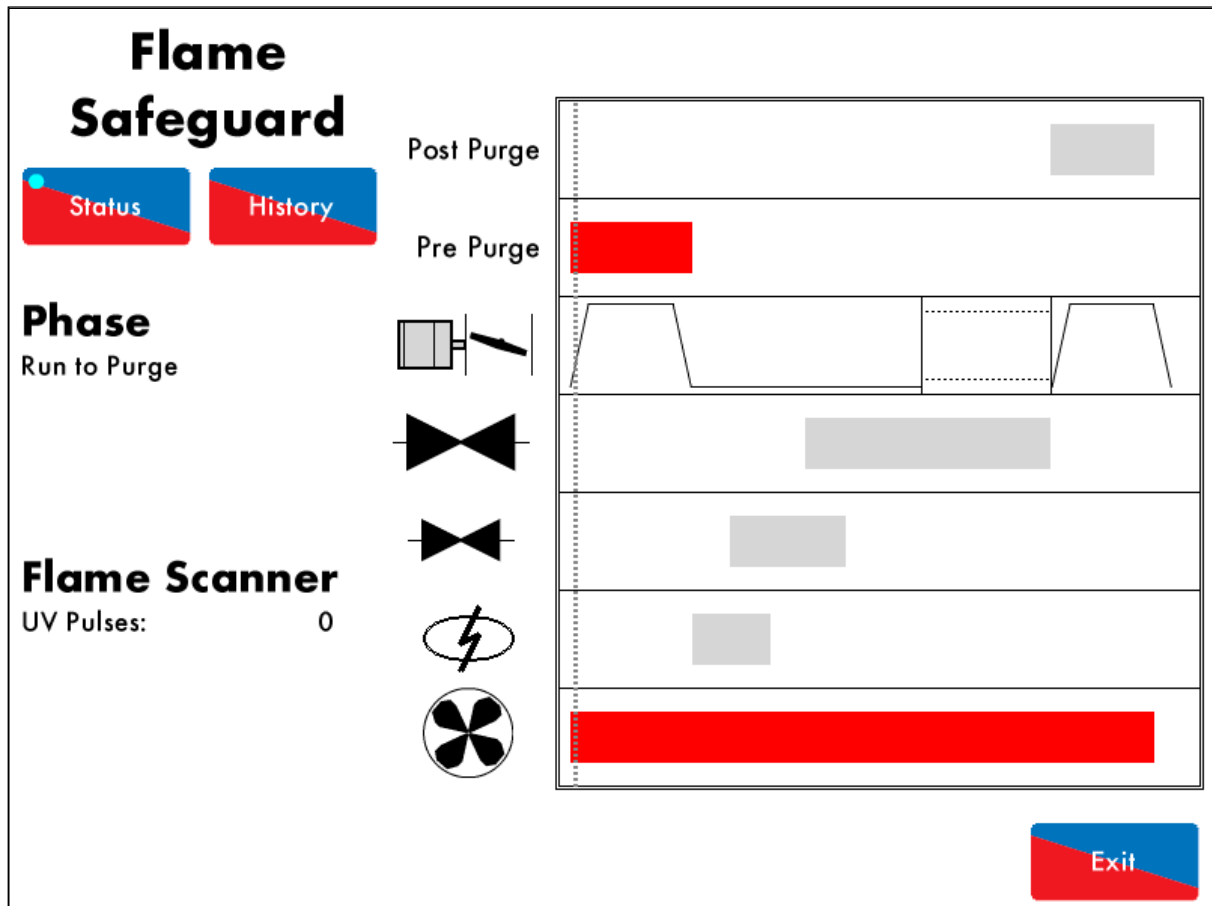 Flame
Safeguard
Status
History
Post Purge
Pre Purge
Phase
Run to Purge
Flame Scanner
UV Pulses: 0
Exit